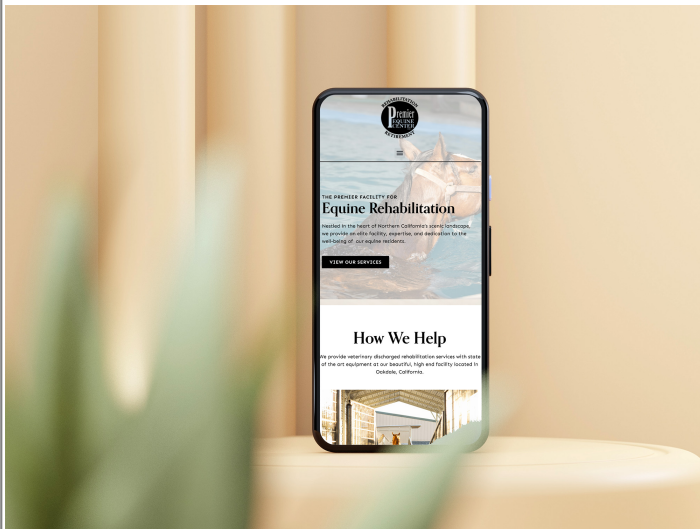 REHABILITATION
Premier
EQUINE
CENTER
RETIREMENT
THE PREMIER FACILITY FOR
Equine Rehabilitation
Nestled in the heart of Northern California's scenic landscape,
we provide an elite facility, expertise, and dedication to the
well-being of our equine residents.
VIEW OUR SERVICES
How We Help
We provide veterinary discharged rehabilitation services with state
of the art equipment at our beautiful, high end facility located in
Oakdale, California.